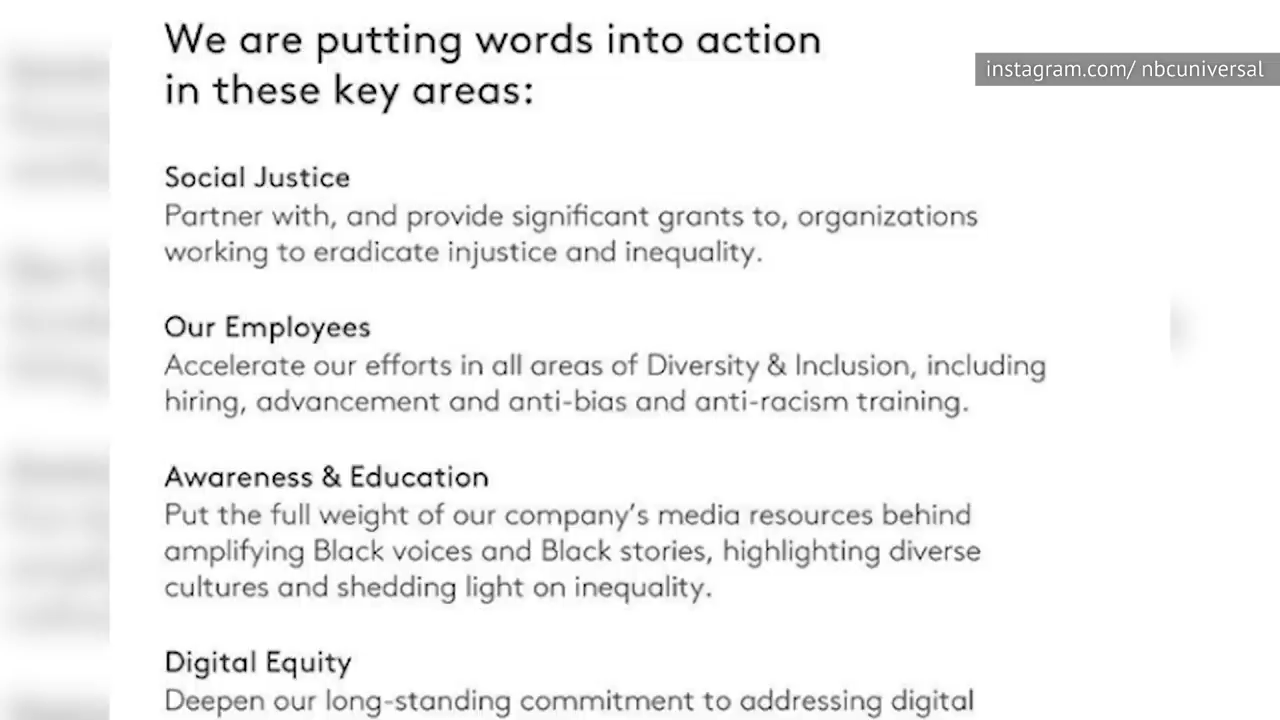 We are putting words into action
in these key areas:
instagram.com/ nbcuniversal
Social Justice
Partner with, and provide significant grants to, organizations
working to eradicate injustice and inequality.
Our Employees
Accelerate our efforts in all areas of Diversity & Inclusion, including
hiring, advancement and anti-bias and anti-racism training.
Awareness & Education
Put the full weight of our company's media resources behind
amplifying Black voices and Black stories, highlighting diverse
cultures and shedding light on inequality.
Digital Equity
Deepen our long-standing commitment to addressing digital